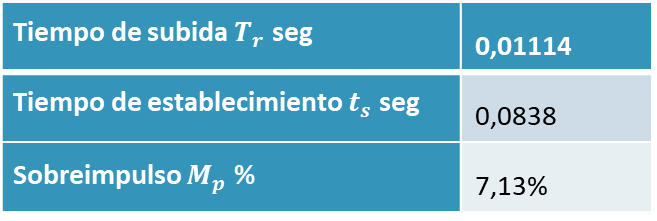 Tiempo de subida T_r seg 0,01114
Tiempo de establecimiento t_s seg 0,0838
Sobreimpulso M_p % 7,13%